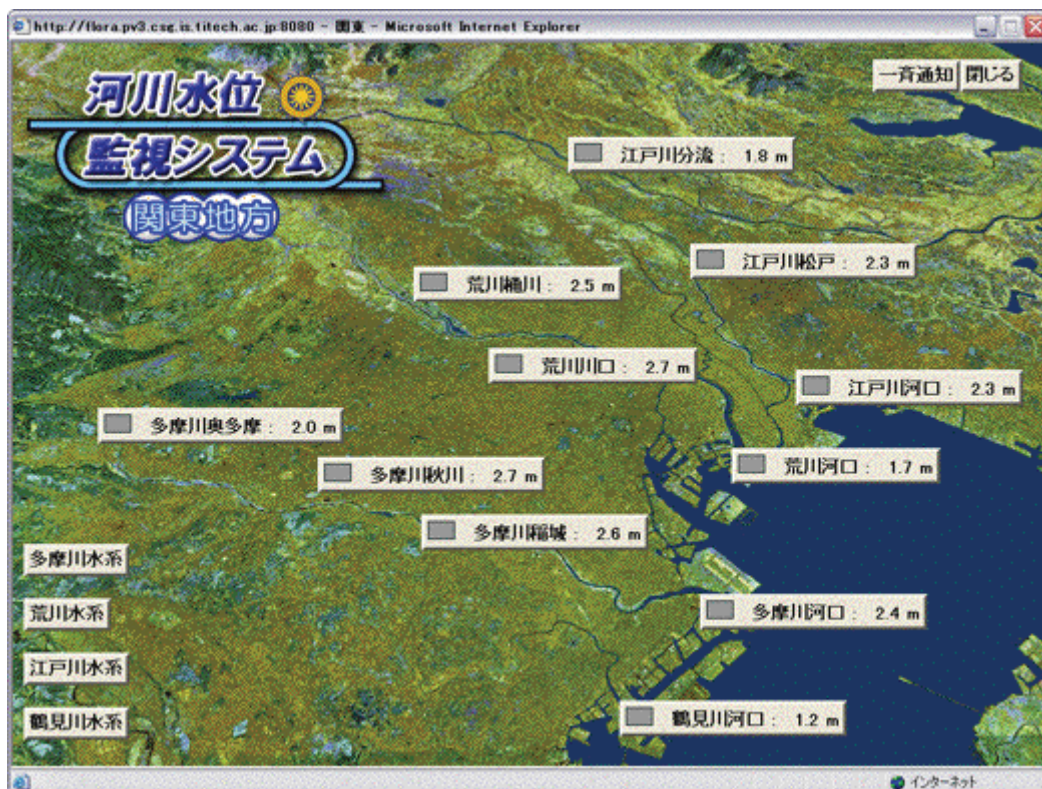 http://flora.pv3.csg.is.titech.ac.jp:8080 - 関東 - Microsoft Internet Explorer
一斉通知 閉じる
河川水位
監視システム
関東地方
江戸川分流： 1.8 m
江戸川松戸： 2.3 m
荒川桶川： 2.5 m
荒川川口： 2.7 m
江戸川河口： 2.3 m
多摩川奥多摩： 2.0 m
荒川河口： 1.7 m
多摩川秋川： 2.7 m
多摩川稲城： 2.6 m
多摩川水系
多摩川河口： 2.4 m
荒川水系
江戸川水系
鶴見川水系
鶴見川河口： 1.2 m
インターネット